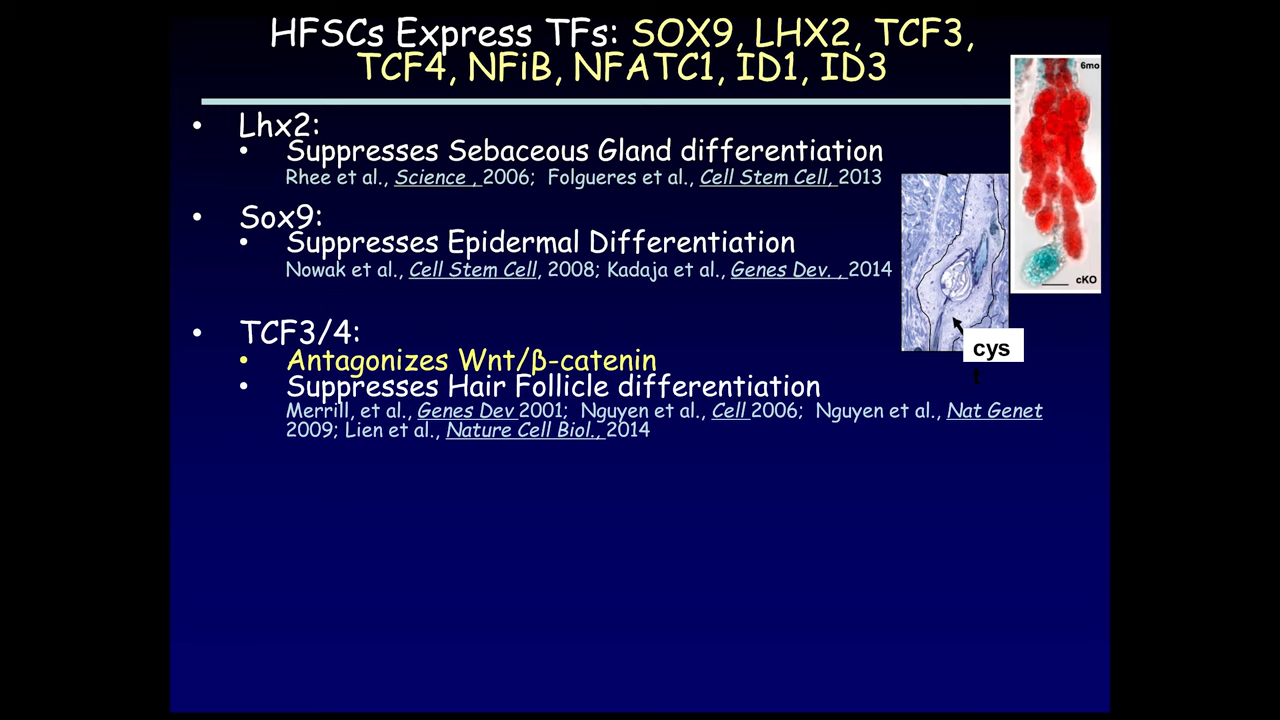 HFSCs Express TFs: SOX9, LHX2, TCF3,
TCF4, NFiB, NFATC1, ID1, ID3
6mo
• Lhx2:
• Suppresses Sebaceous Gland differentiation
Rhee et al., Science , 2006; Folgueres et al., Cell Stem Cell, 2013
• Sox9:
• Suppresses Epidermal Differentiation
Nowak et al., Cell Stem Cell, 2008; Kadaja et al., Genes Dev. , 2014
cKO
cys
t
• TCF3/4:
• Antagonizes Wnt/β-catenin
• Suppresses Hair Follicle differentiation
Merrill, et al., Genes Dev 2001; Nguyen et al., Cell 2006; Nguyen et al., Nat Genet
2009; Lien et al., Nature Cell Biol., 2014